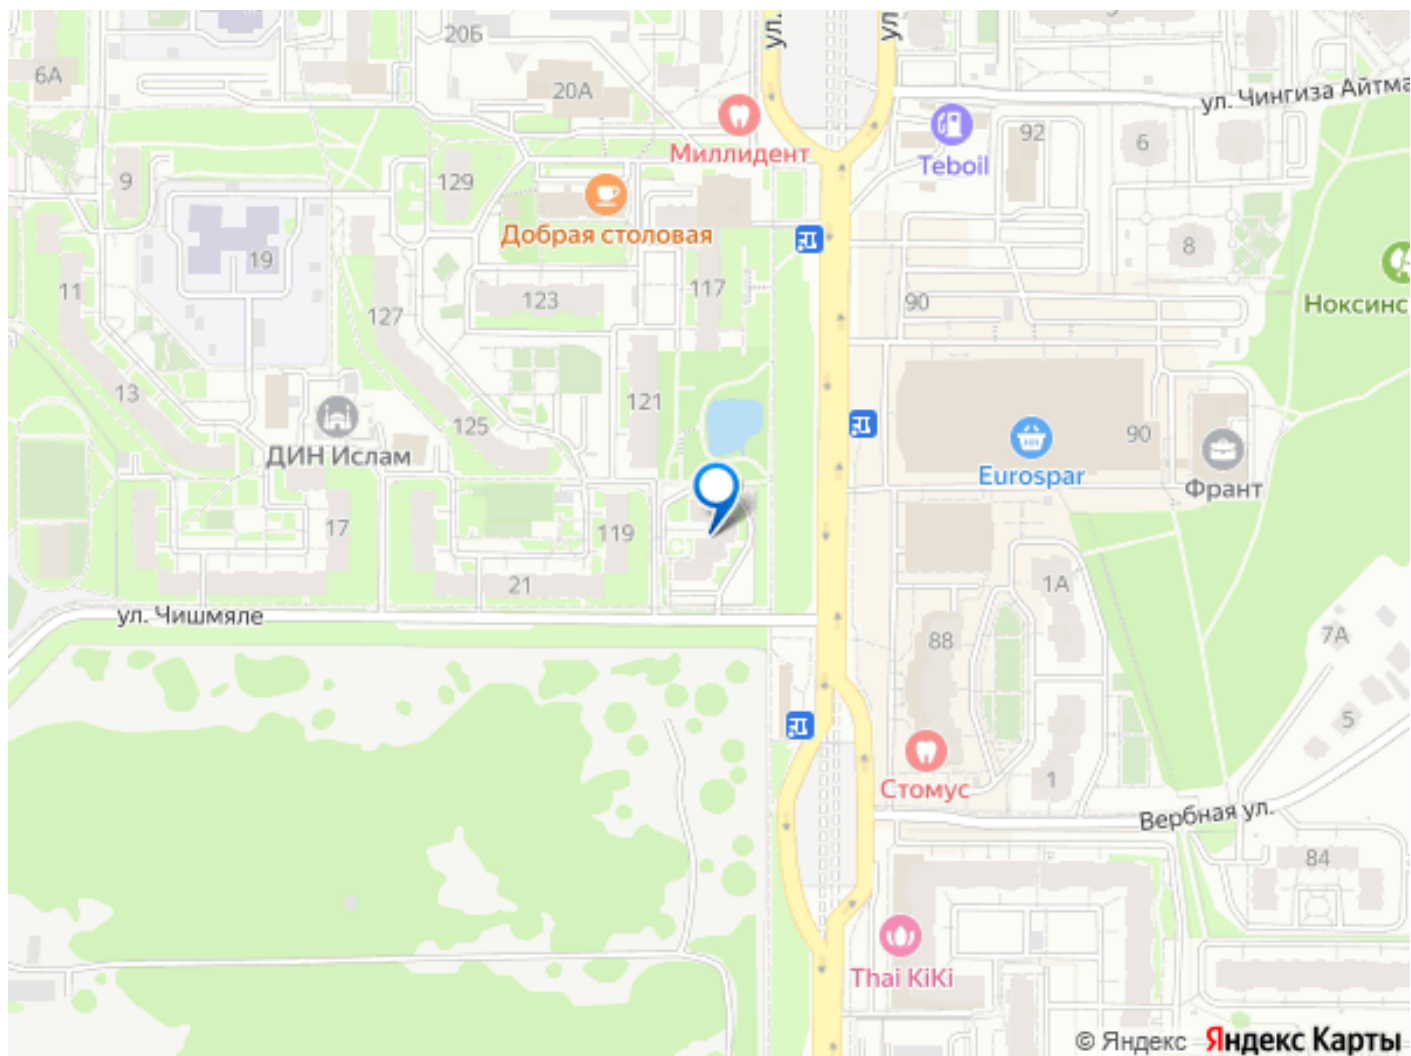 ул.
ул.
20Б
6А
20А
ул. Чингиза Айтма
Миллидент
92
6
Teboil
9
129
Добрая столовая
8
19
11
123
117
90
Ноксинс
127
13
121
125
90
ДИН Ислам
Eurospar
Франт
17
119
21
1А
ул. Чишмяле
88
7А
5
1
Стомус
Вербная ул.
84
Thai KiKi
© Яндекс Яндекс Карты